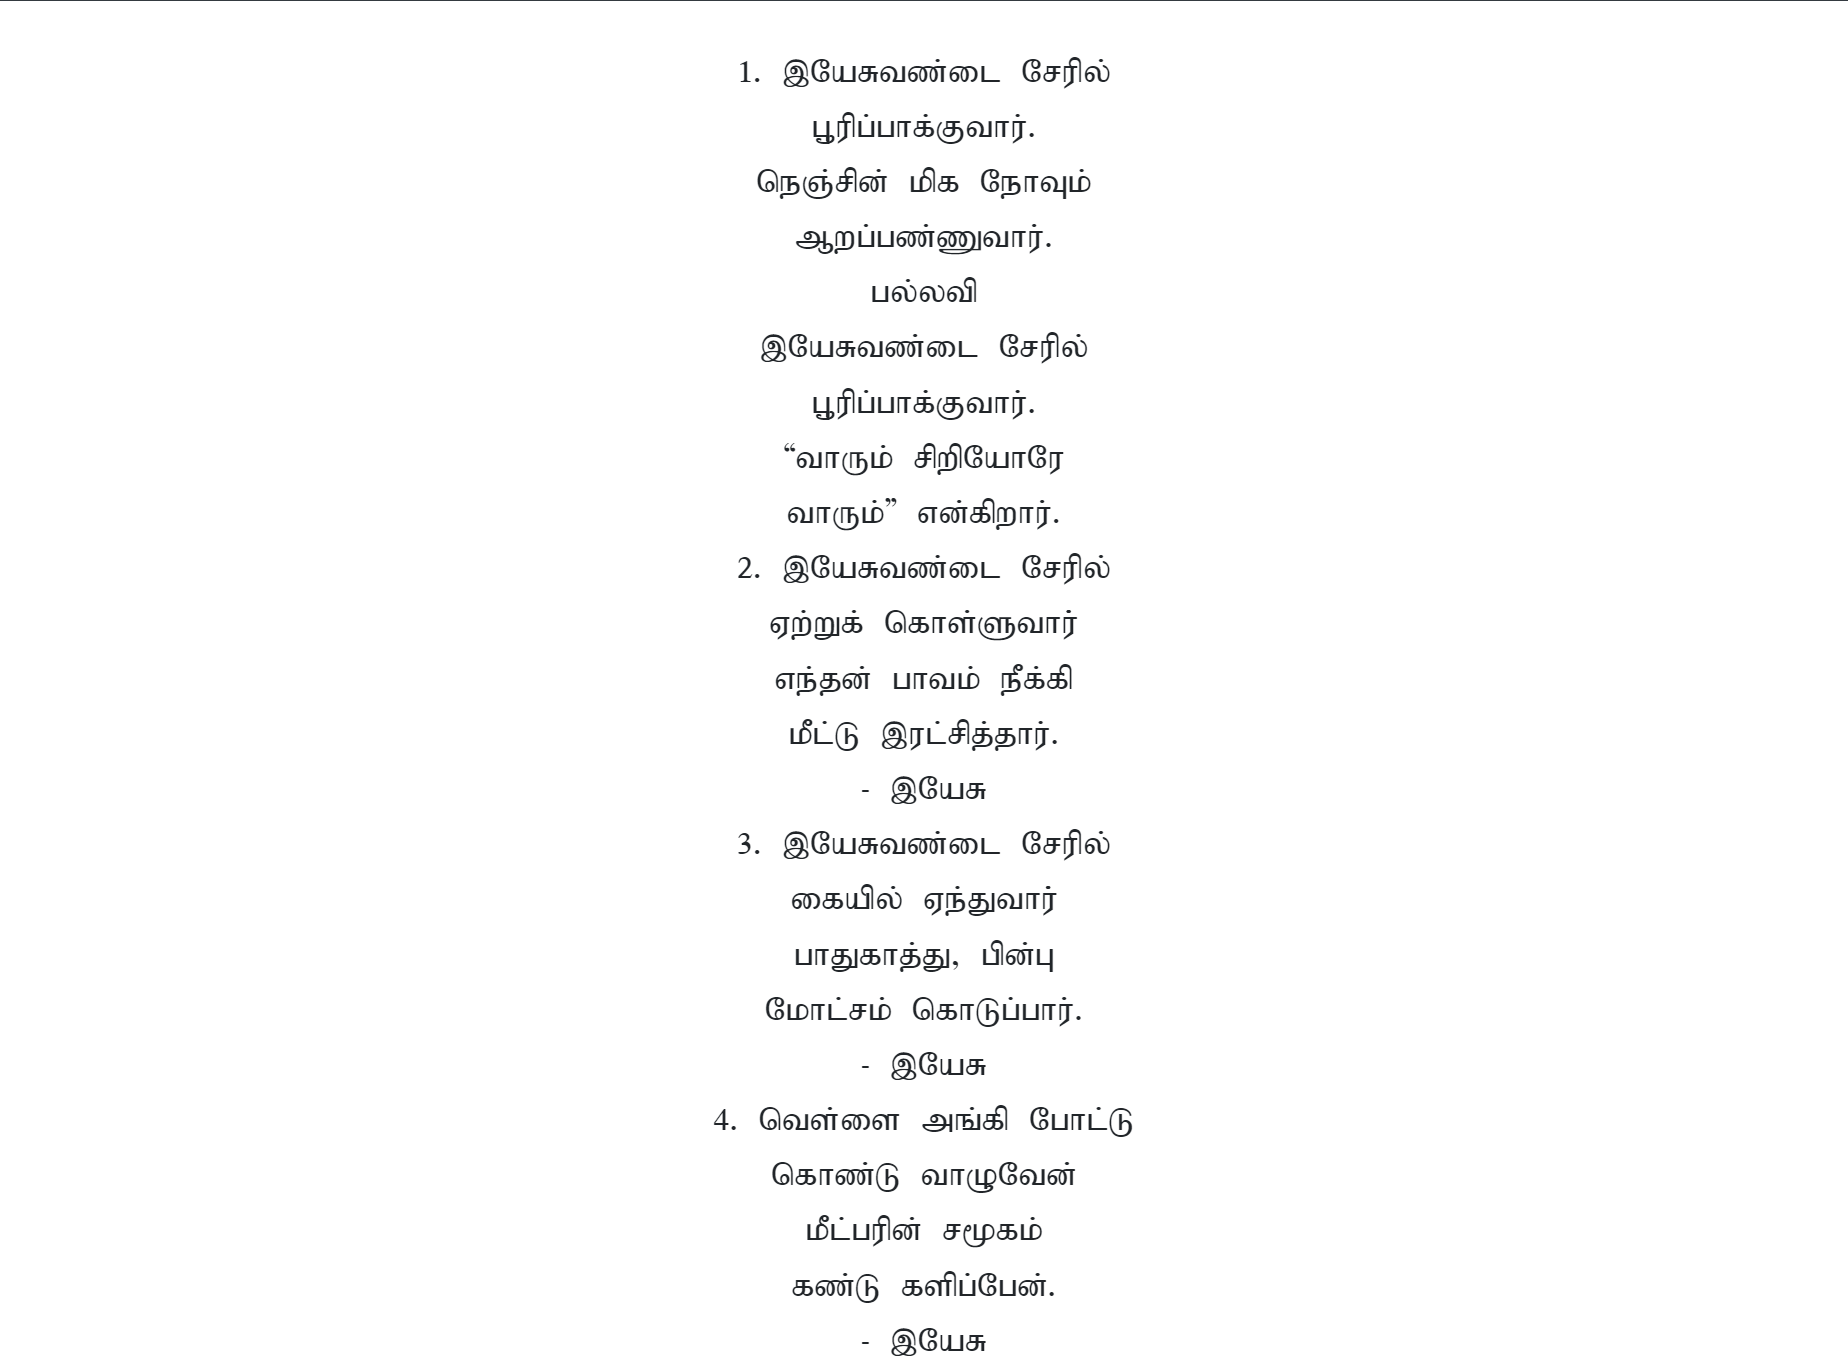 1. இயேசுவண்டை சேரில்
பூரிப்பாக்குவார்.
நெஞ்சின் மிக நோவும்
ஆறப்பண்ணுவார்.
பல்லவி
இயேசுவண்டை சேரில்
பூரிப்பாக்குவார்.
“வாரும் சிறியோரே
வாரும்” என்கிறார்.
2. இயேசுவண்டை சேரில்
ஏற்றுக் கொள்ளுவார்
எந்தன் பாவம் நீக்கி
மீட்டு இரட்சித்தார்.
- இயேசு
3. இயேசுவண்டை சேரில்
கையில் ஏந்துவார்
பாதுகாத்து, பின்பு
மோட்சம் கொடுப்பார்.
- இயேசு
4. வெள்ளை அங்கி போட்டு
கொண்டு வாழுவேன்
மீட்பரின் சமூகம்
கண்டு களிப்பேன்.
- இயேசு